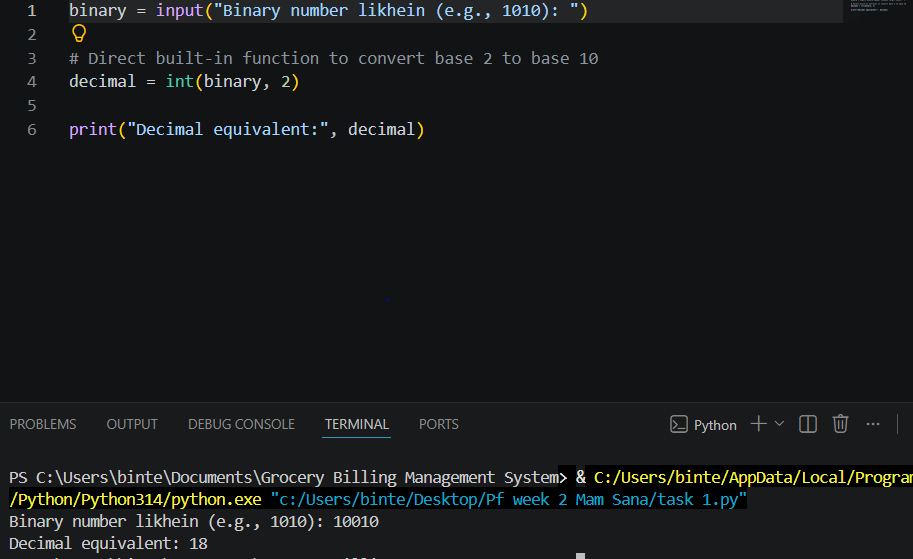 1 binary = input("Binary number likhein (e.g., 1010): ")
2
3 # Direct built-in function to convert base 2 to base 10
4 decimal = int(binary, 2)
5
6 print("Decimal equivalent:", decimal)
PROBLEMS OUTPUT DEBUG CONSOLE TERMINAL PORTS Python
PS C:\Users\binte\Documents\Grocery Billing Management System> & C:/Users/binte/AppData/Local/Program
/Python/Python314/python.exe "c:/Users/binte/Desktop/Pf week 2 Mam Sana/task 1.py"
Binary number likhein (e.g., 1010): 10010
Decimal equivalent: 18